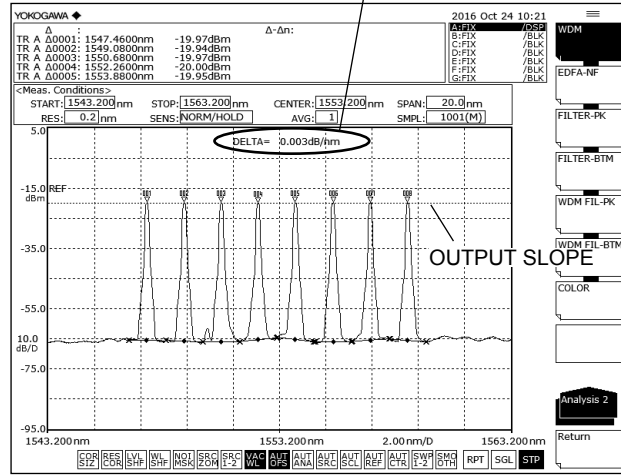 YOKOGAWA ◆ 2016 Oct 24 10:21
Δ : Δ-Δn:
TR A Δ0001: 1547.4600nm -19.97dBm
TR A Δ0002: 1549.0800nm -19.94dBm
TR A Δ0003: 1550.6800nm -19.97dBm
TR A Δ0004: 1552.2600nm -20.00dBm
TR A Δ0005: 1553.8800nm -19.95dBm
A:FIX /DSP
B:FIX /BLK
C:FIX /BLK
D:FIX /BLK
E:FIX /BLK
F:FIX /BLK
G:FIX /BLK
<Meas. Conditions>
START: 1543.200 nm STOP: 1563.200 nm CENTER: 1553.200 nm SPAN: 20.0 nm
RES: 0.2 nm SENS: NORM/HOLD AVG: 1 SMPL: 1001(M)
5.0
DELTA= 0.003dB/nm
-15.0 REF
dBm
001 002 003 004 005 006 007 008
-35.0
OUTPUT SLOPE
-55.0
10.0
dB/D
-75.0
-95.0
1543.200nm 1553.200nm 2.00nm/D 1563.200nm
COR SIZ RES COR LVL SHF WL SHF NOI MSK SRC ZOM SRC 1-2 VAC WL AUT OFS AUT ANA AUT SRC AUT SCL AUT REF AUT CTR SWP 1-2 SMO OTH RPT SGL STP
WDM
EDFA-NF
FILTER-PK
FILTER-BTM
WDM FIL-PK
WDM FIL-BTM
COLOR
Analysis 2
Return